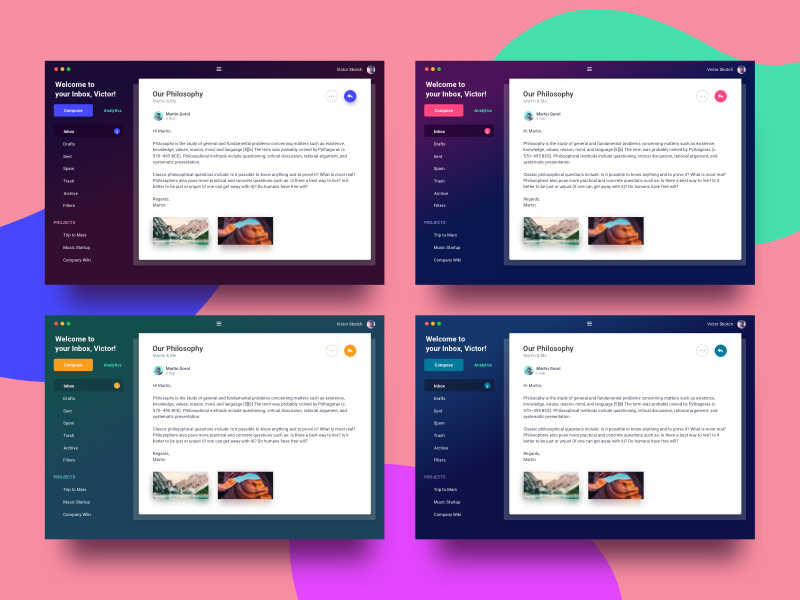 Victor Sketch
Welcome to
your Inbox, Victor!
Compose
Analytics
Inbox
Drafts
Sent
Spam
Trash
Archive
Filters
PROJECTS
Trip to Mars
Music Startup
Company Wiki
Our Philosophy
Martin & Me
Martin Gorol
Hi Martin,
Philosophy is the study of general and fundamental problems concerning matters such as existence,
knowledge, values, reason, mind, and language.[5][6] The term was probably coined by Pythagoras (c.
570–495 BCE). Philosophical methods include questioning, critical discussion, rational argument, and
systematic presentation.
Classic philosophical questions include: Is it possible to know anything and to prove it? What is most real?
Philosophers also pose more practical and concrete questions such as: Is there a best way to live? Is it
better to be just or unjust (if one can get away with it)? Do humans have free will?
Regards,
Martin
Victor Sketch
Welcome to
your Inbox, Victor!
Compose
Analytics
Inbox
Drafts
Sent
Spam
Trash
Archive
Filters
PROJECTS
Trip to Mars
Music Startup
Company Wiki
Our Philosophy
Martin & Me
Martin Gorol
Hi Martin,
Philosophy is the study of general and fundamental problems concerning matters such as existence,
knowledge, values, reason, mind, and language.[5][6] The term was probably coined by Pythagoras (c.
570–495 BCE). Philosophical methods include questioning, critical discussion, rational argument, and
systematic presentation.
Classic philosophical questions include: Is it possible to know anything and to prove it? What is most real?
Philosophers also pose more practical and concrete questions such as: Is there a best way to live? Is it
better to be just or unjust (if one can get away with it)? Do humans have free will?
Regards,
Martin
Victor Sketch
Welcome to
your Inbox, Victor!
Compose
Analytics
Inbox
Drafts
Sent
Spam
Trash
Archive
Filters
PROJECTS
Trip to Mars
Music Startup
Company Wiki
Our Philosophy
Martin & Me
Martin Gorol
Hi Martin,
Philosophy is the study of general and fundamental problems concerning matters such as existence,
knowledge, values, reason, mind, and language.[5][6] The term was probably coined by Pythagoras (c.
570–495 BCE). Philosophical methods include questioning, critical discussion, rational argument, and
systematic presentation.
Classic philosophical questions include: Is it possible to know anything and to prove it? What is most real?
Philosophers also pose more practical and concrete questions such as: Is there a best way to live? Is it
better to be just or unjust (if one can get away with it)? Do humans have free will?
Regards,
Martin
Victor Sketch
Welcome to
your Inbox, Victor!
Compose
Analytics
Inbox
Drafts
Sent
Spam
Trash
Archive
Filters
PROJECTS
Trip to Mars
Music Startup
Company Wiki
Our Philosophy
Martin & Me
Martin Gorol
Hi Martin,
Philosophy is the study of general and fundamental problems concerning matters such as existence,
knowledge, values, reason, mind, and language.[5][6] The term was probably coined by Pythagoras (c.
570–495 BCE). Philosophical methods include questioning, critical discussion, rational argument, and
systematic presentation.
Classic philosophical questions include: Is it possible to know anything and to prove it? What is most real?
Philosophers also pose more practical and concrete questions such as: Is there a best way to live? Is it
better to be just or unjust (if one can get away with it)? Do humans have free will?
Regards,
Martin